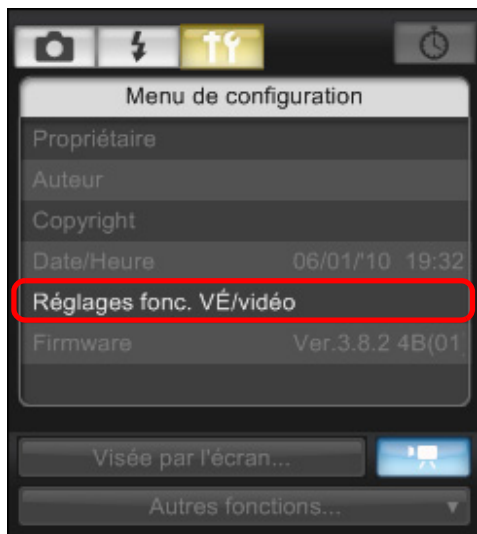 Menu de configuration
Propriétaire
Auteur
Copyright
Date/Heure 06/01/'10 19:32
Réglages fonc. VÉ/vidéo
Firmware Ver.3.8.2 4B(01
Visée par l'écran...
Autres fonctions...